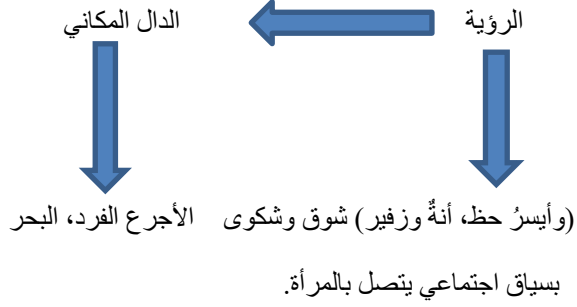 الرؤية الدال المكاني
(وأيسرُ حظ، أنةٌ وزفير) شوق وشكوى الأجرع الفرد، البحر
بسياق اجتماعي يتصل بالمرأة.